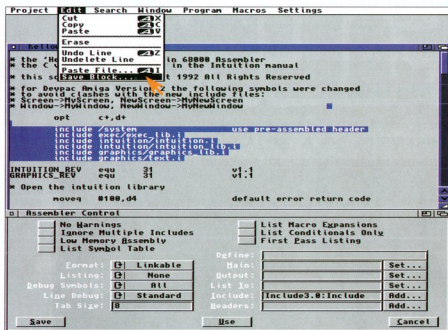 Project Edit Search Window Program Macros Settings
Cut X
Copy C
Paste V
Erase
Undo Line Z
Undelete Line
Paste File... I
Save Block...
hello
* the 'He in 68000 Assembler
* the C in the Intuition manual
* this so t 1992 All Rights Reserved
* for Devpac Amiga Version 2 the following symbols were changed
* to avoid clashes with the new include files:
* Screen->MyScreen, NewScreen->MyNewScreen
* Window->MyWindow, NewWindow->MyNewWindow
opt c+,d+
include /system use pre-assembled header
include exec/exec_lib.i
include intuition/intuition.i
include intuition/intuition_lib.i
include graphics/graphics_lib.i
include graphics/text.i
INTUITION_REV equ 31 v1.1
GRAPHICS_REV equ 31 v1.1
* Open the intuition library
moveq #100,d4 default error return code
Assembler Control
No Warnings List Macro Expansions
Ignore Multiple Includes List Conditionals Only
Low Memory Assembly First Pass Listing
List Symbol Table
Define:
Format: Linkable Main: Set...
Listing: None Output: Set...
Debug Symbols: All List To: Set...
Line Debug: Standard Include: Include3.0:Include Add...
Tab Size: 8 Headers: Add...
Save Use Cancel